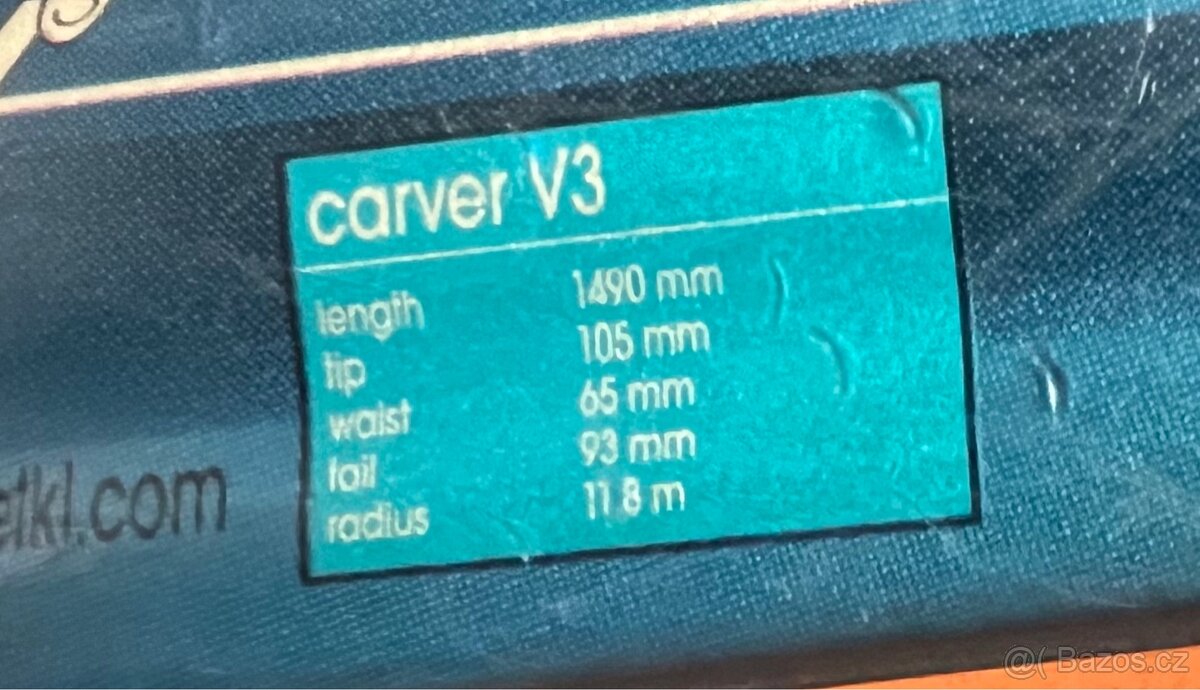 carver V3
length 1490 mm
tip 105 mm
waist 65 mm
tail 93 mm
radius 11.8 m
etkl.com
@( Bazos.cz